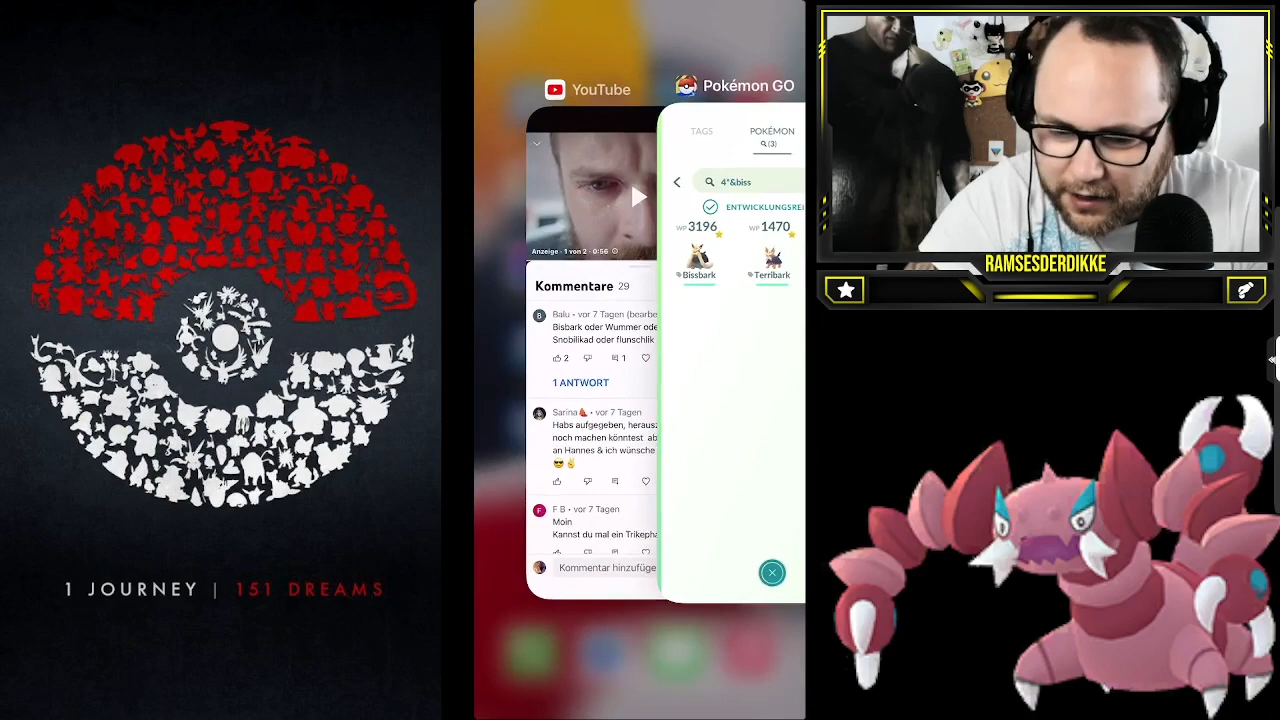 1 JOURNEY | 151 DREAMS
YouTube
Anzeige · 1 von 2 · 0:56
Kommentare 29
B
Balu • vor 7 Tagen (bearbe
Bisbark oder Wummer ode
Snobilikad oder flunschlik
2
1
1 ANTWORT
Sarina • vor 7 Tagen
Habs aufgegeben, herausz
noch machen könntest ab
an Hannes & ich wünsche
F
F B • vor 7 Tagen
Moin
Kannst du mal ein Trikepha
Kommentar hinzufüge
Pokémon GO
TAGS
POKÉMON
(3)
4*&biss
ENTWICKLUNGSREI
WP 3196
WP 1470
Bissbark
Terribark
RAMSESDERDIKKE